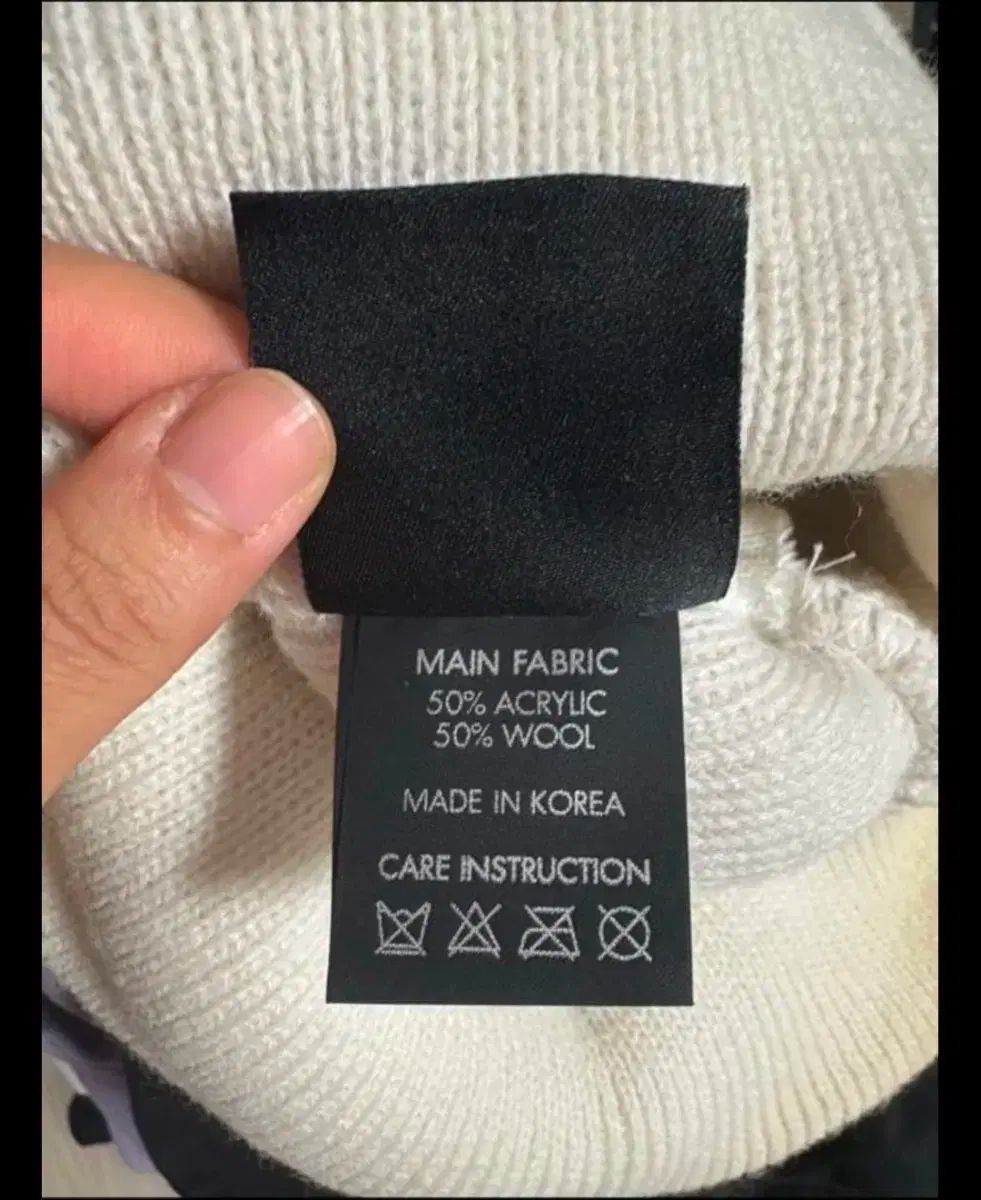 MAIN FABRIC
50% ACRYLIC
50% WOOL
MADE IN KOREA
CARE INSTRUCTION